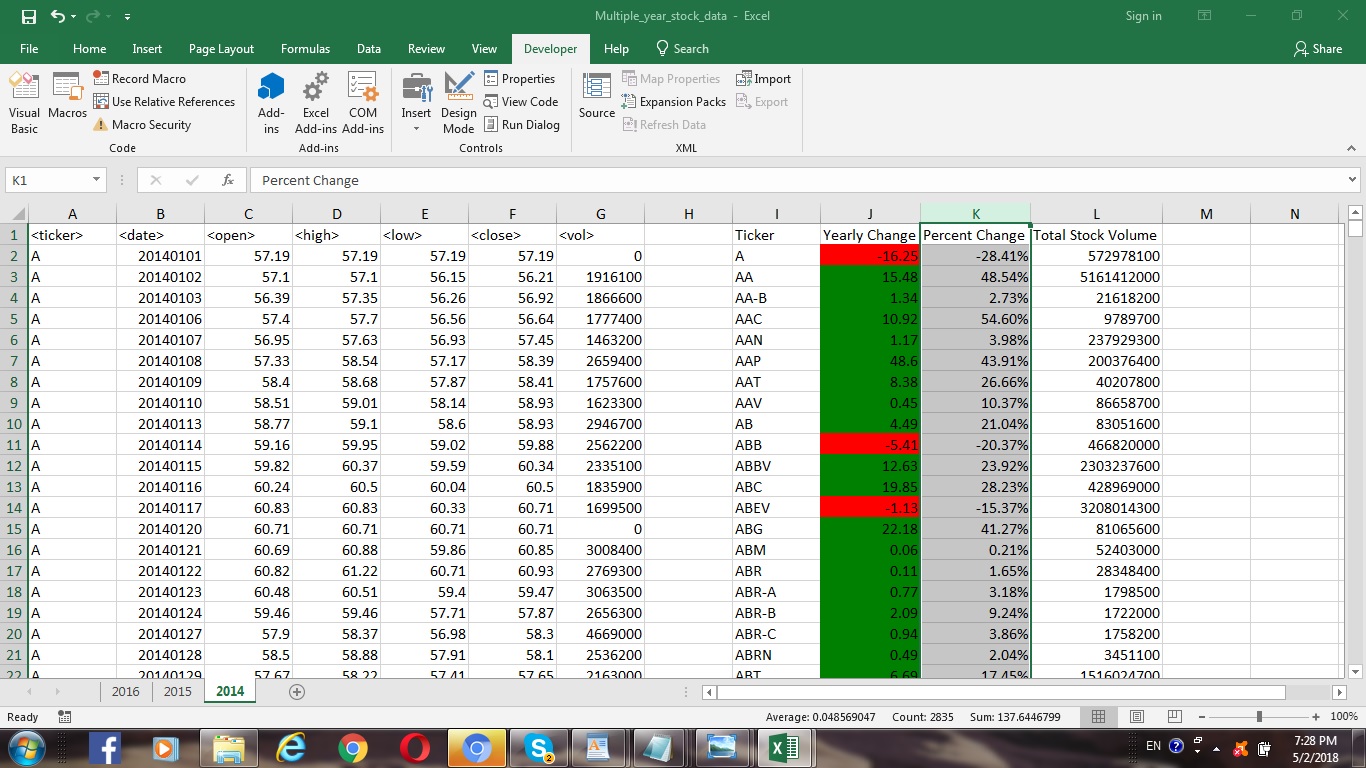 Multiple_year_stock_data - Excel
Sign in
File Home Insert Page Layout Formulas Data Review View Developer Help Search Share
Visual Basic
Macros
Record Macro
Use Relative References
Macro Security
Code
Add-ins
Excel Add-ins
COM Add-ins
Add-ins
Insert
Design Mode
Properties
View Code
Run Dialog
Controls
Source
Map Properties
Expansion Packs
Refresh Data
Import
Export
XML
K1 fx Percent Change
A B C D E F G H I J K L M N
1 <ticker> <date> <open> <high> <low> <close> <vol> Ticker Yearly Change Percent Change Total Stock Volume
2 A 20140101 57.19 57.19 57.19 57.19 0 A -16.25 -28.41% 572978100
3 A 20140102 57.1 57.1 56.15 56.21 1916100 AA 15.48 48.54% 5161412000
4 A 20140103 56.39 57.35 56.26 56.92 1866600 AA-B 1.34 2.73% 21618200
5 A 20140106 57.4 57.7 56.56 56.64 1777400 AAC 10.92 54.60% 9789700
6 A 20140107 56.95 57.63 56.93 57.45 1463200 AAN 1.17 3.98% 237929300
7 A 20140108 57.33 58.54 57.17 58.39 2659400 AAP 48.6 43.91% 200376400
8 A 20140109 58.4 58.68 57.87 58.41 1757600 AAT 8.38 26.66% 40207800
9 A 20140110 58.51 59.01 58.14 58.93 1623300 AAV 0.45 10.37% 86658700
10 A 20140113 58.77 59.1 58.6 58.93 2946700 AB 4.49 21.04% 83051600
11 A 20140114 59.16 59.95 59.02 59.88 2562200 ABB -5.41 -20.37% 466820000
12 A 20140115 59.82 60.37 59.59 60.34 2335100 ABBV 12.63 23.92% 2303237600
13 A 20140116 60.24 60.5 60.04 60.5 1835900 ABC 19.85 28.23% 428969000
14 A 20140117 60.83 60.83 60.33 60.71 1699500 ABEV -1.13 -15.37% 3208014300
15 A 20140120 60.71 60.71 60.71 60.71 0 ABG 22.18 41.27% 81065600
16 A 20140121 60.69 60.88 59.86 60.85 3008400 ABM 0.06 0.21% 52403000
17 A 20140122 60.82 61.22 60.71 60.93 2769300 ABR 0.11 1.65% 28348400
18 A 20140123 60.48 60.51 59.4 59.47 3063500 ABR-A 0.77 3.18% 1798500
19 A 20140124 59.46 59.46 57.71 57.87 2656300 ABR-B 2.09 9.24% 1722000
20 A 20140127 57.9 58.37 56.98 58.3 4669000 ABR-C 0.94 3.86% 1758200
21 A 20140128 58.5 58.88 57.91 58.1 2536200 ABRN 0.49 2.04% 3451100
22 A 20140129 57.67 58.22 57.41 57.65 2163000 ABT 6.69 17.45% 1516024700
2016 2015 2014
Ready Average: 0.048569047 Count: 2835 Sum: 137.6446799 100%
EN 7:28 PM
5/2/2018